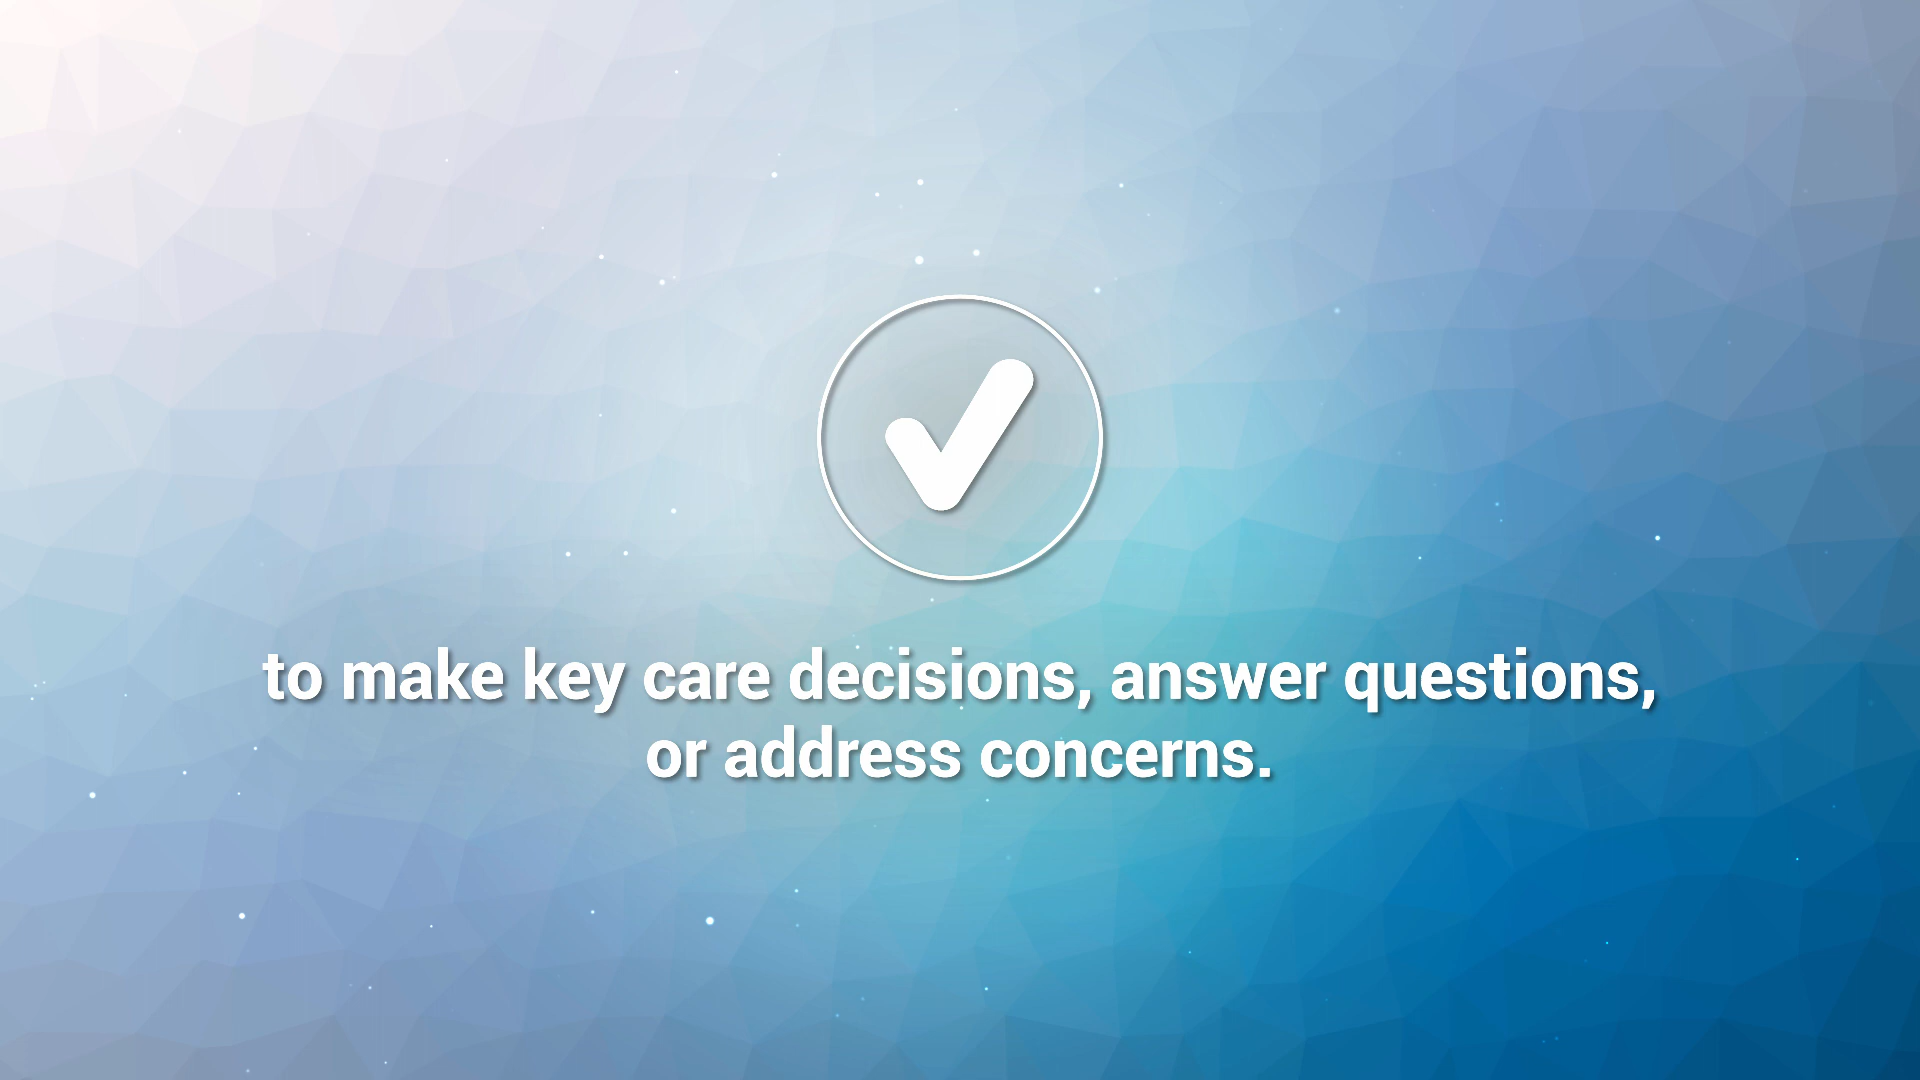 to make key care decisions, answer questions,
or address concerns.